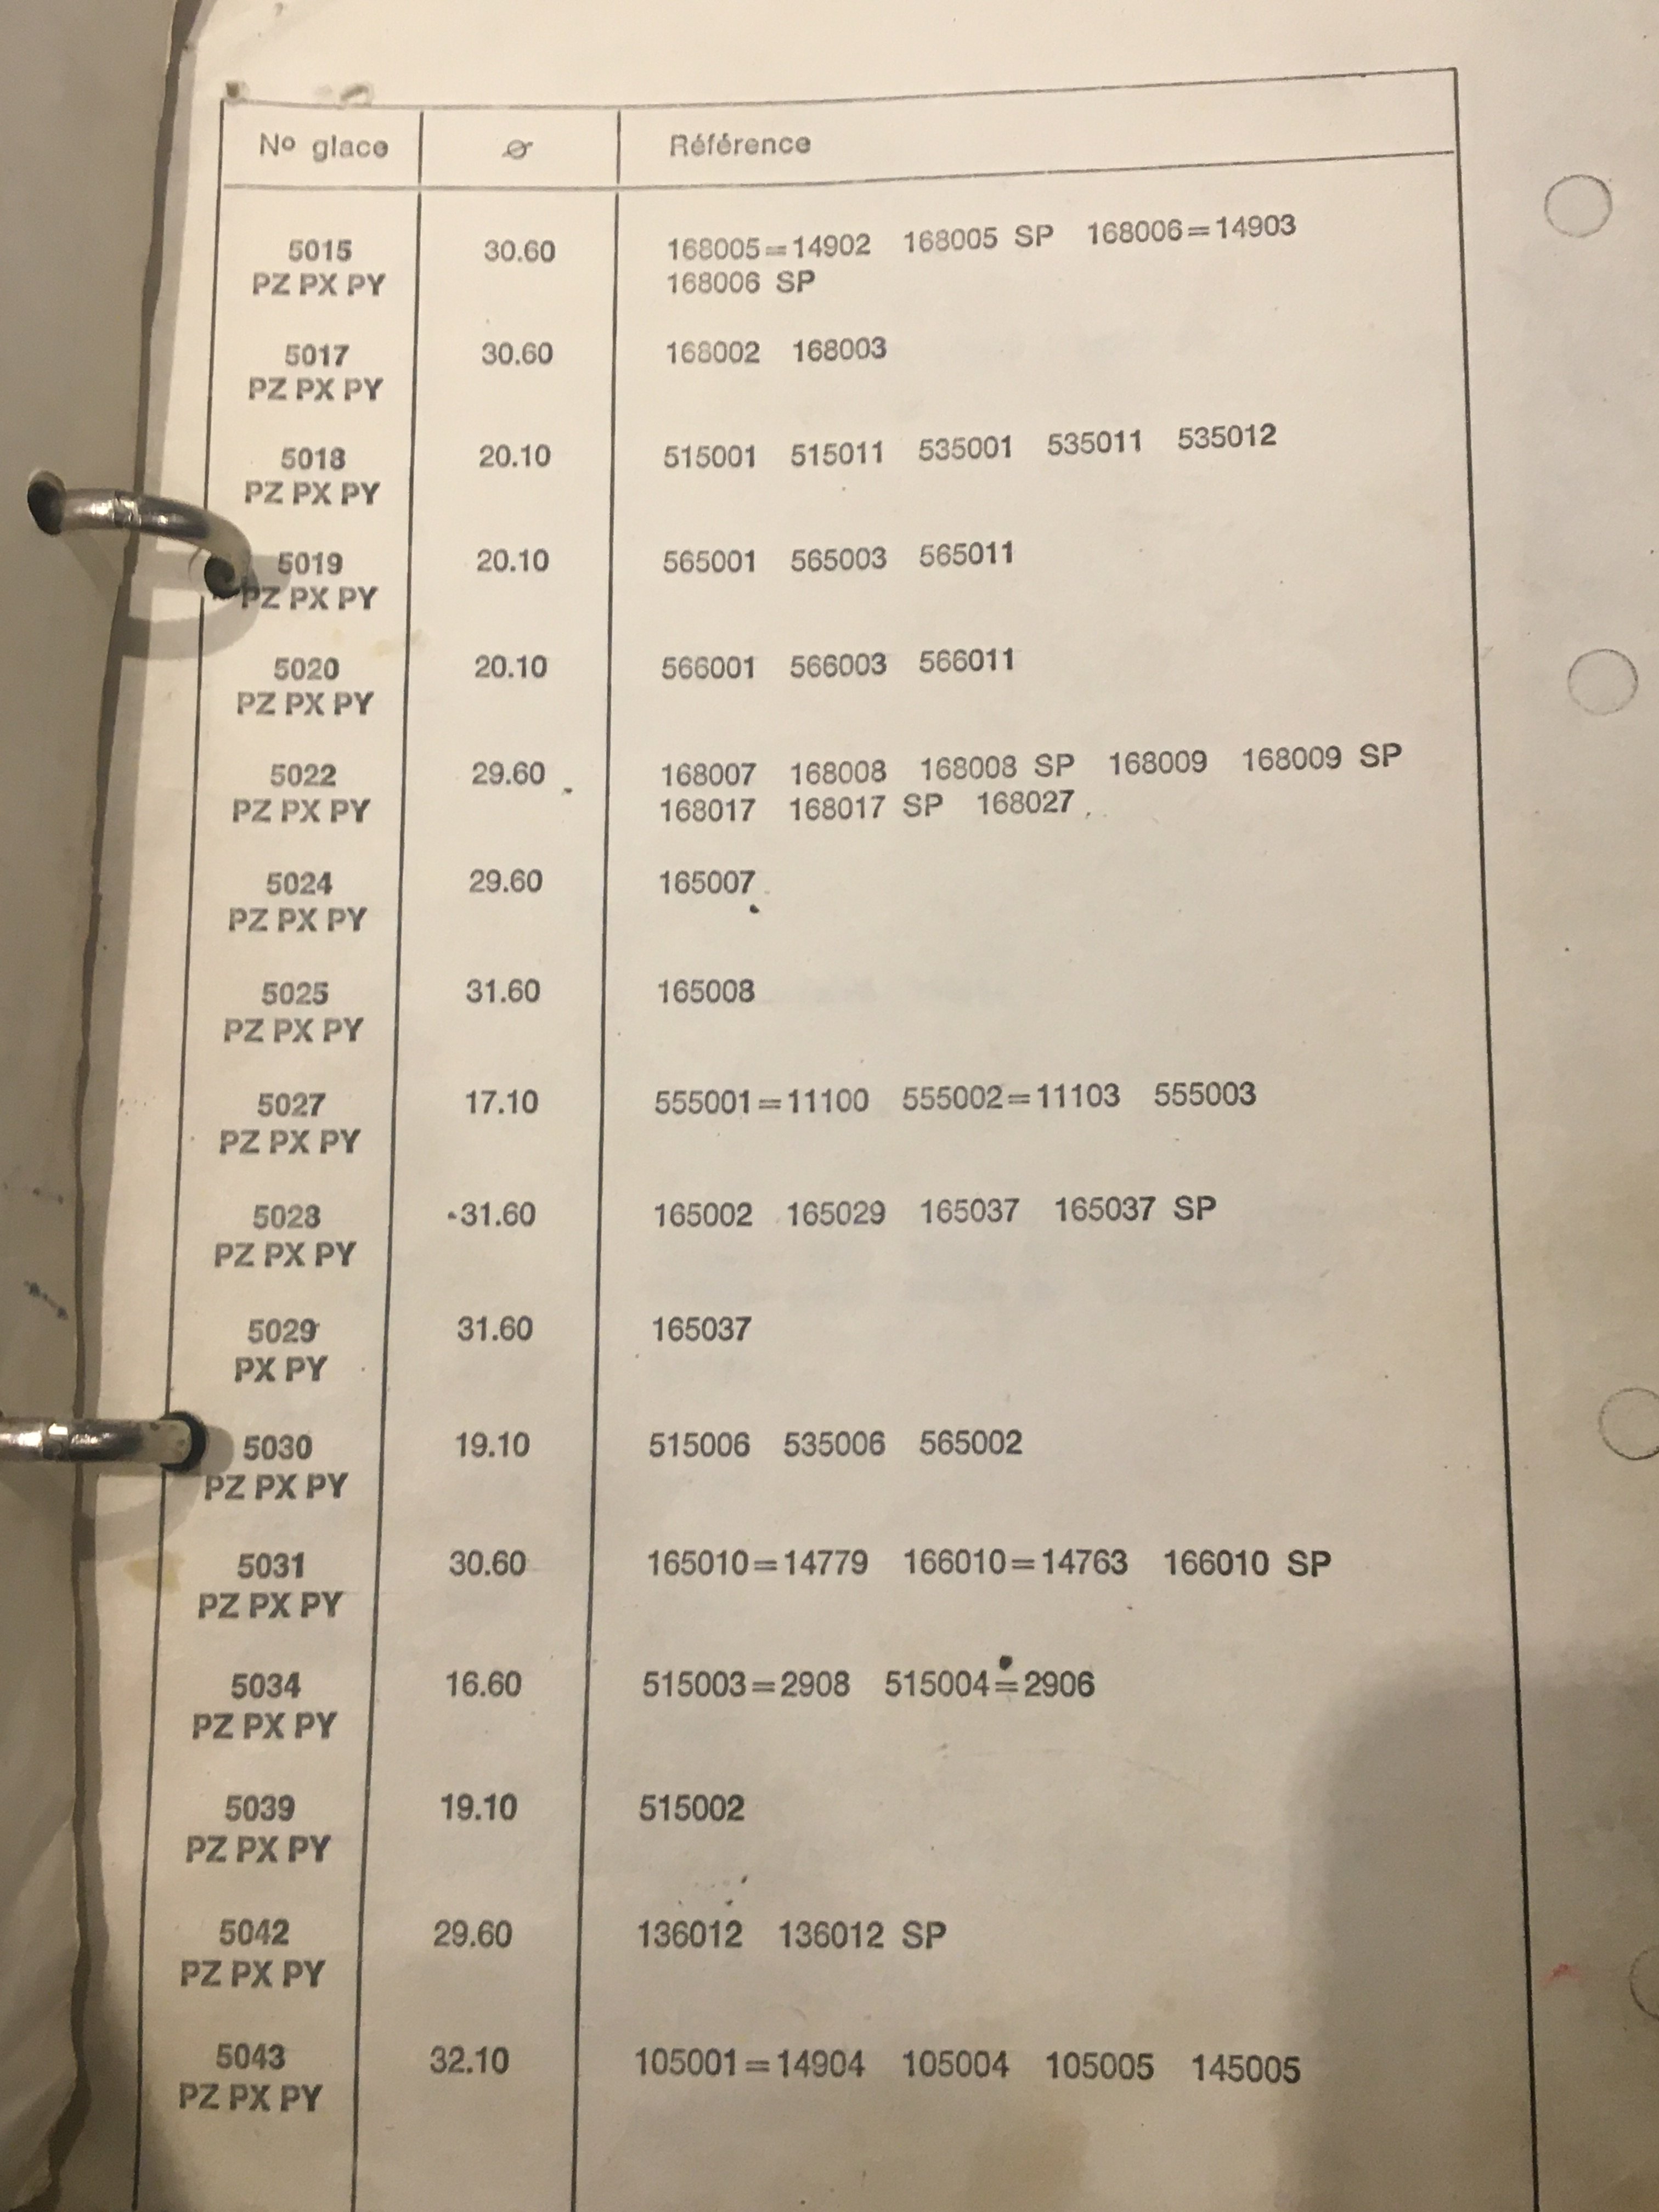 No glace ø Référence
5015 30.60 168005=14902 168005 SP 168006=14903
PZ PX PY 168006 SP
5017 30.60 168002 168003
PZ PX PY
5018 20.10 515001 515011 535001 535011 535012
PZ PX PY
5019 20.10 565001 565003 565011
PZ PX PY
5020 20.10 566001 566003 566011
PZ PX PY
5022 29.60 168007 168008 168008 SP 168009 168009 SP
PZ PX PY 168017 168017 SP 168027
5024 29.60 165007
PZ PX PY
5025 31.60 165008
PZ PX PY
5027 17.10 555001=11100 555002=11103 555003
PZ PX PY
5028 31.60 165002 165029 165037 165037 SP
PZ PX PY
5029 31.60 165037
PX PY
5030 19.10 515006 535006 565002
PZ PX PY
5031 30.60 165010=14779 166010=14763 166010 SP
PZ PX PY
5034 16.60 515003=2908 515004=2906
PZ PX PY
5039 19.10 515002
PZ PX PY
5042 29.60 136012 136012 SP
PZ PX PY
5043 32.10 105001=14904 105004 105005 145005
PZ PX PY